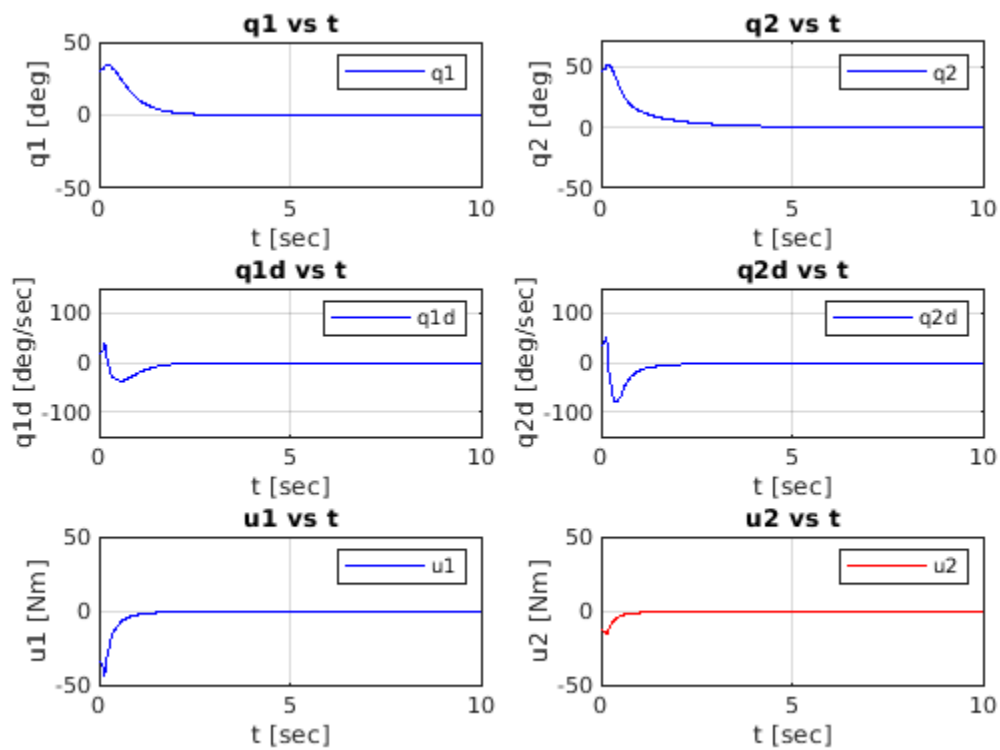 q1 vs t
50
0
-50
q1 [deg]
q1
0 5 10
t [sec]
q2 vs t
50
0
-50
q2 [deg]
q2
0 5 10
t [sec]
q1d vs t
100
0
-100
q1d [deg/sec]
q1d
0 5 10
t [sec]
q2d vs t
100
0
-100
q2d [deg/sec]
q2d
0 5 10
t [sec]
u1 vs t
50
0
-50
u1 [Nm]
u1
0 5 10
t [sec]
u2 vs t
50
0
-50
u2 [Nm]
u2
0 5 10
t [sec]